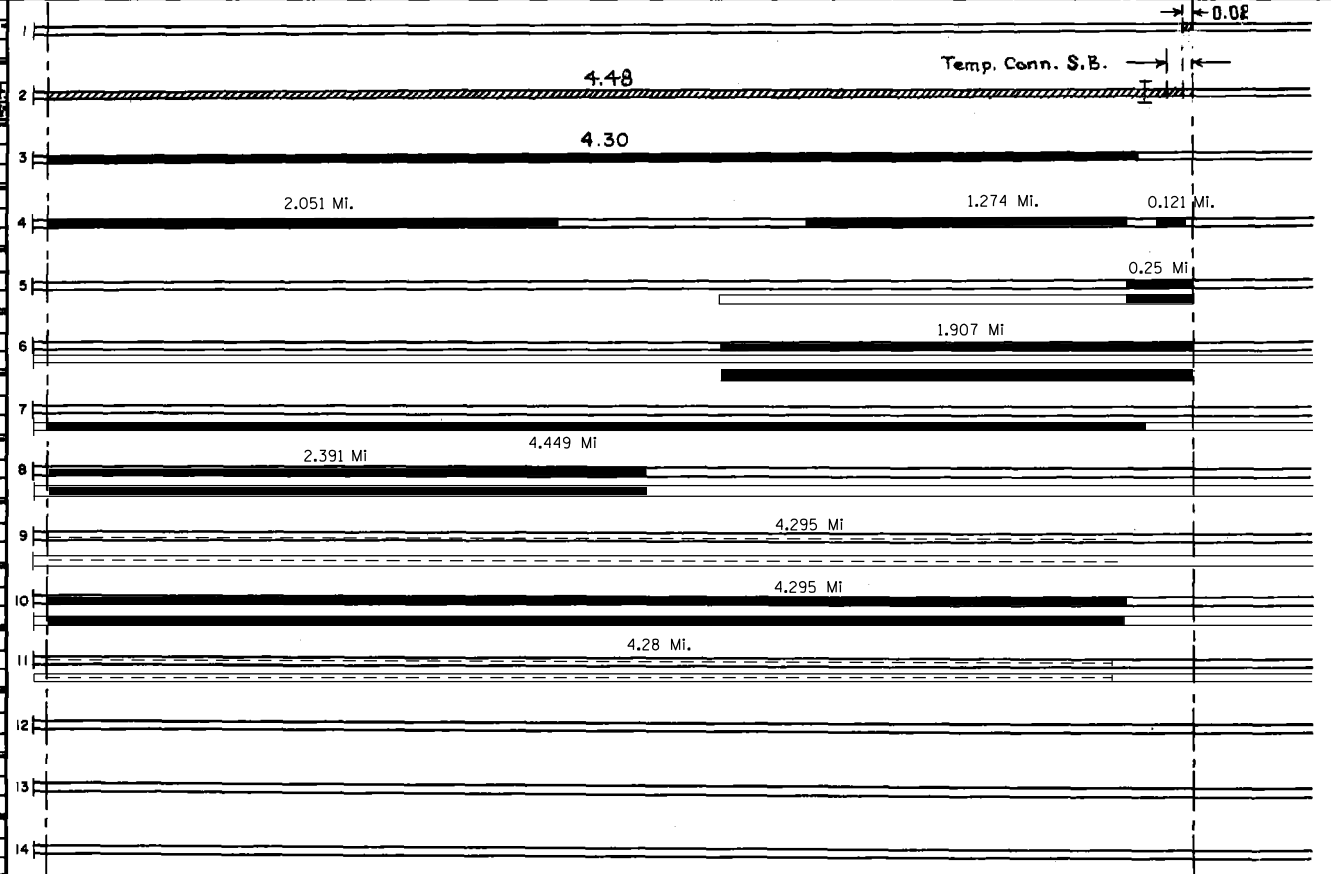 1 0.02
Temp. Conn. S.B.
2 4.48
3 4.30
4 2.051 Mi. 1.274 Mi. 0.121 Mi.
5 0.25 Mi
6 1.907 Mi
7
4.449 Mi
8 2.391 Mi
9 4.295 Mi
10 4.295 Mi
11 4.28 Mi.
12
13
14